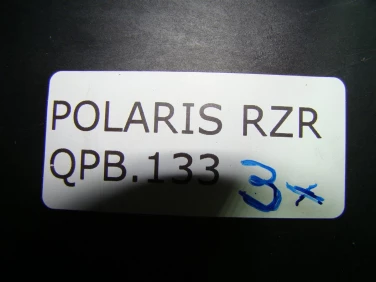 POLARIS RZR
QPB.133 3x